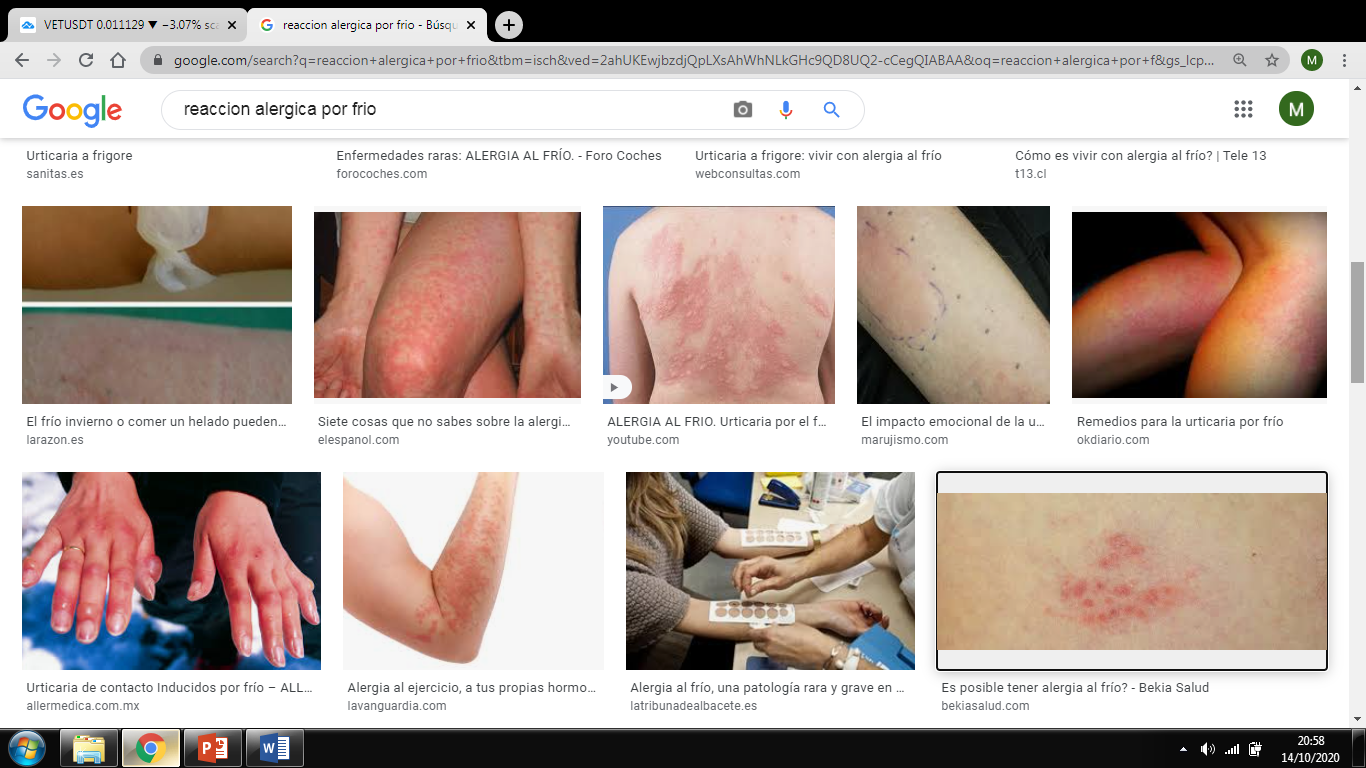 VETUSDT 0.011129 ▼ −3.07% sca
reaccion alergica por frio - Búsqu
google.com/search?q=reaccion+alergica+por+frio&tbm=isch&ved=2ahUKEwjbzdjQpLXsAhWhNLkGHc9QD8UQ2-cCegQIABAA&oq=reaccion+alergica+por+f&gs_lcp...
M
Google
reaccion alergica por frio
M
Urticaria a frigore
sanitas.es
Enfermedades raras: ALERGIA AL FRÍO. - Foro Coches
forocoches.com
Urticaria a frigore: vivir con alergia al frío
webconsultas.com
Cómo es vivir con alergia al frío? | Tele 13
t13.cl
El frío invierno o comer un helado pueden...
larazon.es
Siete cosas que no sabes sobre la alergi...
elespanol.com
ALERGIA AL FRIO. Urticaria por el f...
youtube.com
El impacto emocional de la u...
marujismo.com
Remedios para la urticaria por frío
okdiario.com
Urticaria de contacto Inducidos por frío – ALL...
allermedica.com.mx
Alergia al ejercicio, a tus propias hormo...
lavanguardia.com
Alergia al frío, una patología rara y grave en ...
latribunadealbacete.es
Es posible tener alergia al frío? - Bekia Salud
bekiasalud.com
P
W
20:58
14/10/2020